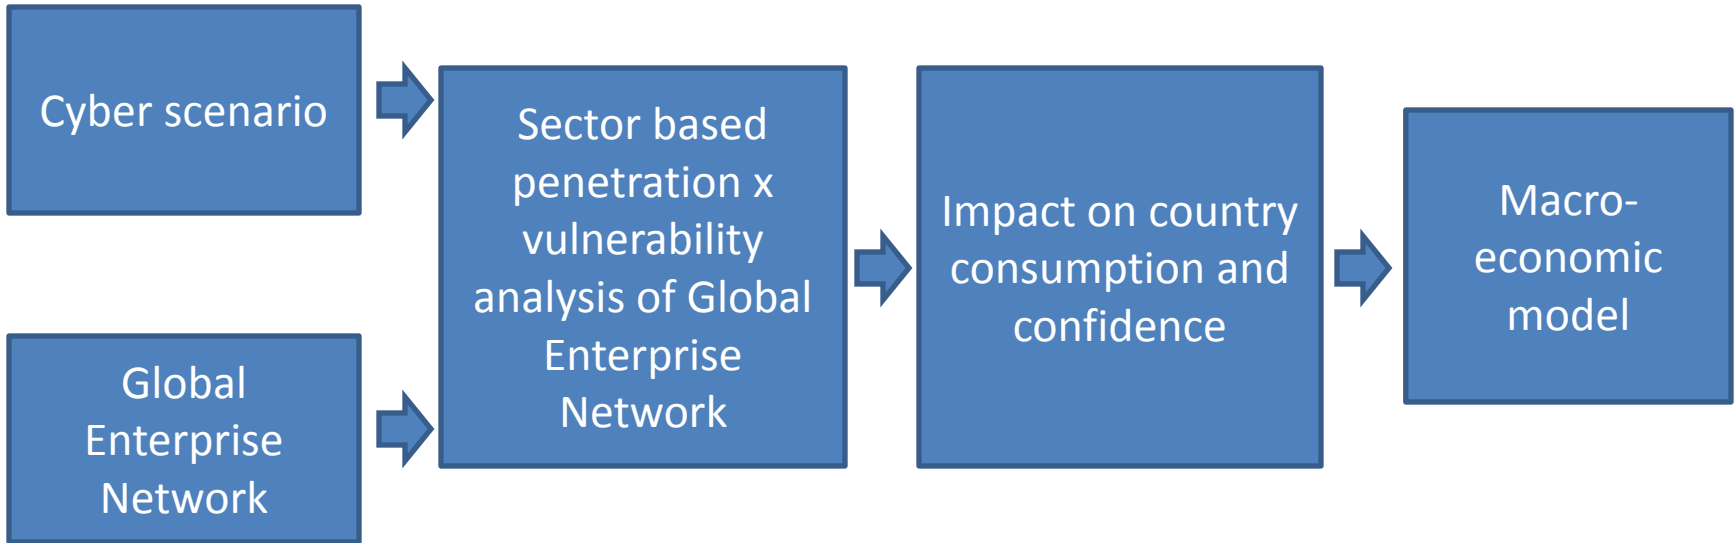 Cyber scenario
Global
Enterprise
Network
Sector based
penetration x
vulnerability
analysis of Global
Enterprise
Network
Impact on country
consumption and
confidence
Macro-
economic
model